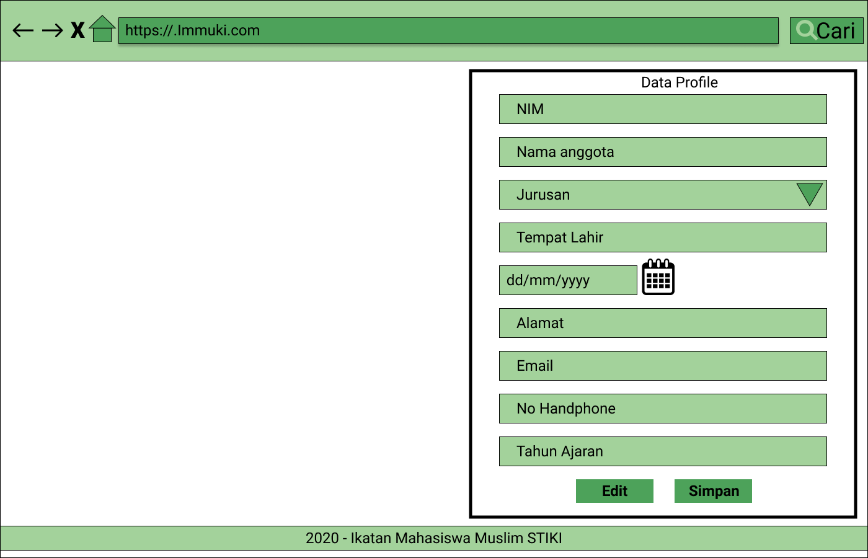 X https://.Immuki.com Cari
Data Profile
NIM
Nama anggota
Jurusan
Tempat Lahir
dd/mm/yyyy
Alamat
Email
No Handphone
Tahun Ajaran
Edit Simpan
2020 - Ikatan Mahasiswa Muslim STIKI